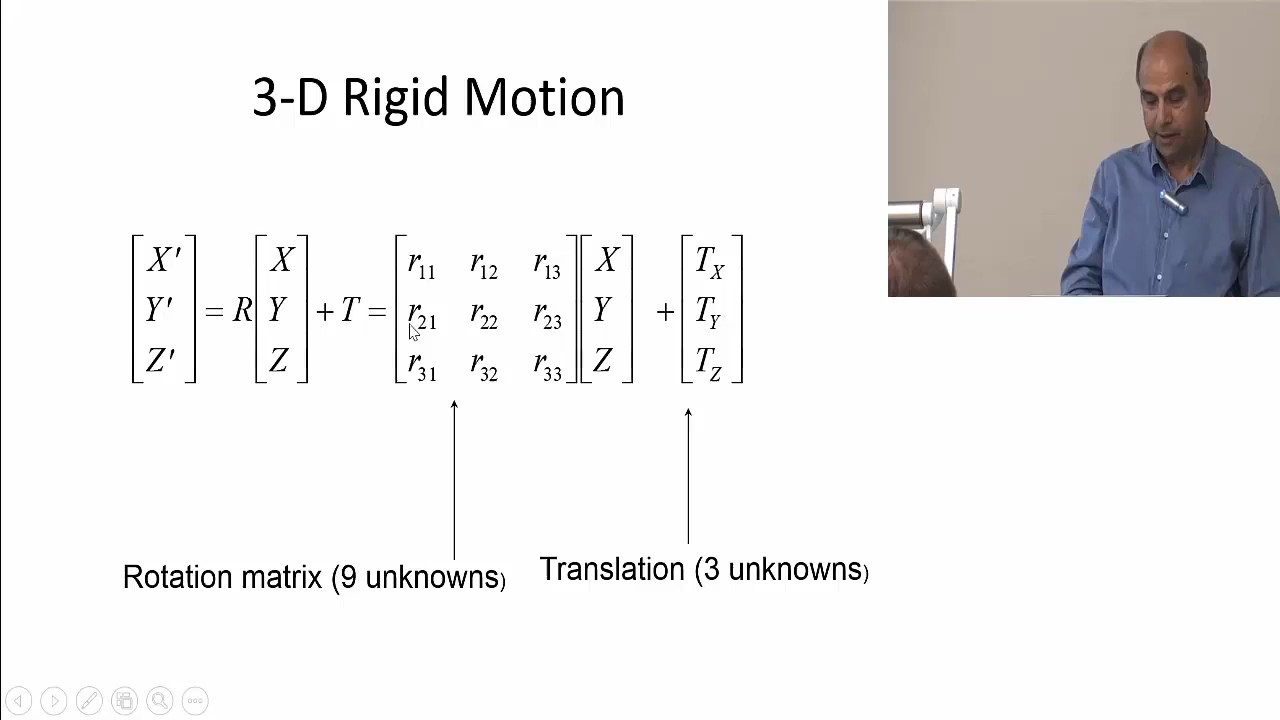 3-D Rigid Motion
[X' Y' Z'] = R [X Y Z] + T = [r11 r12 r13; r21 r22 r23; r31 r32 r33] [X Y Z] + [TX TY TZ]
Rotation matrix (9 unknowns)
Translation (3 unknowns)